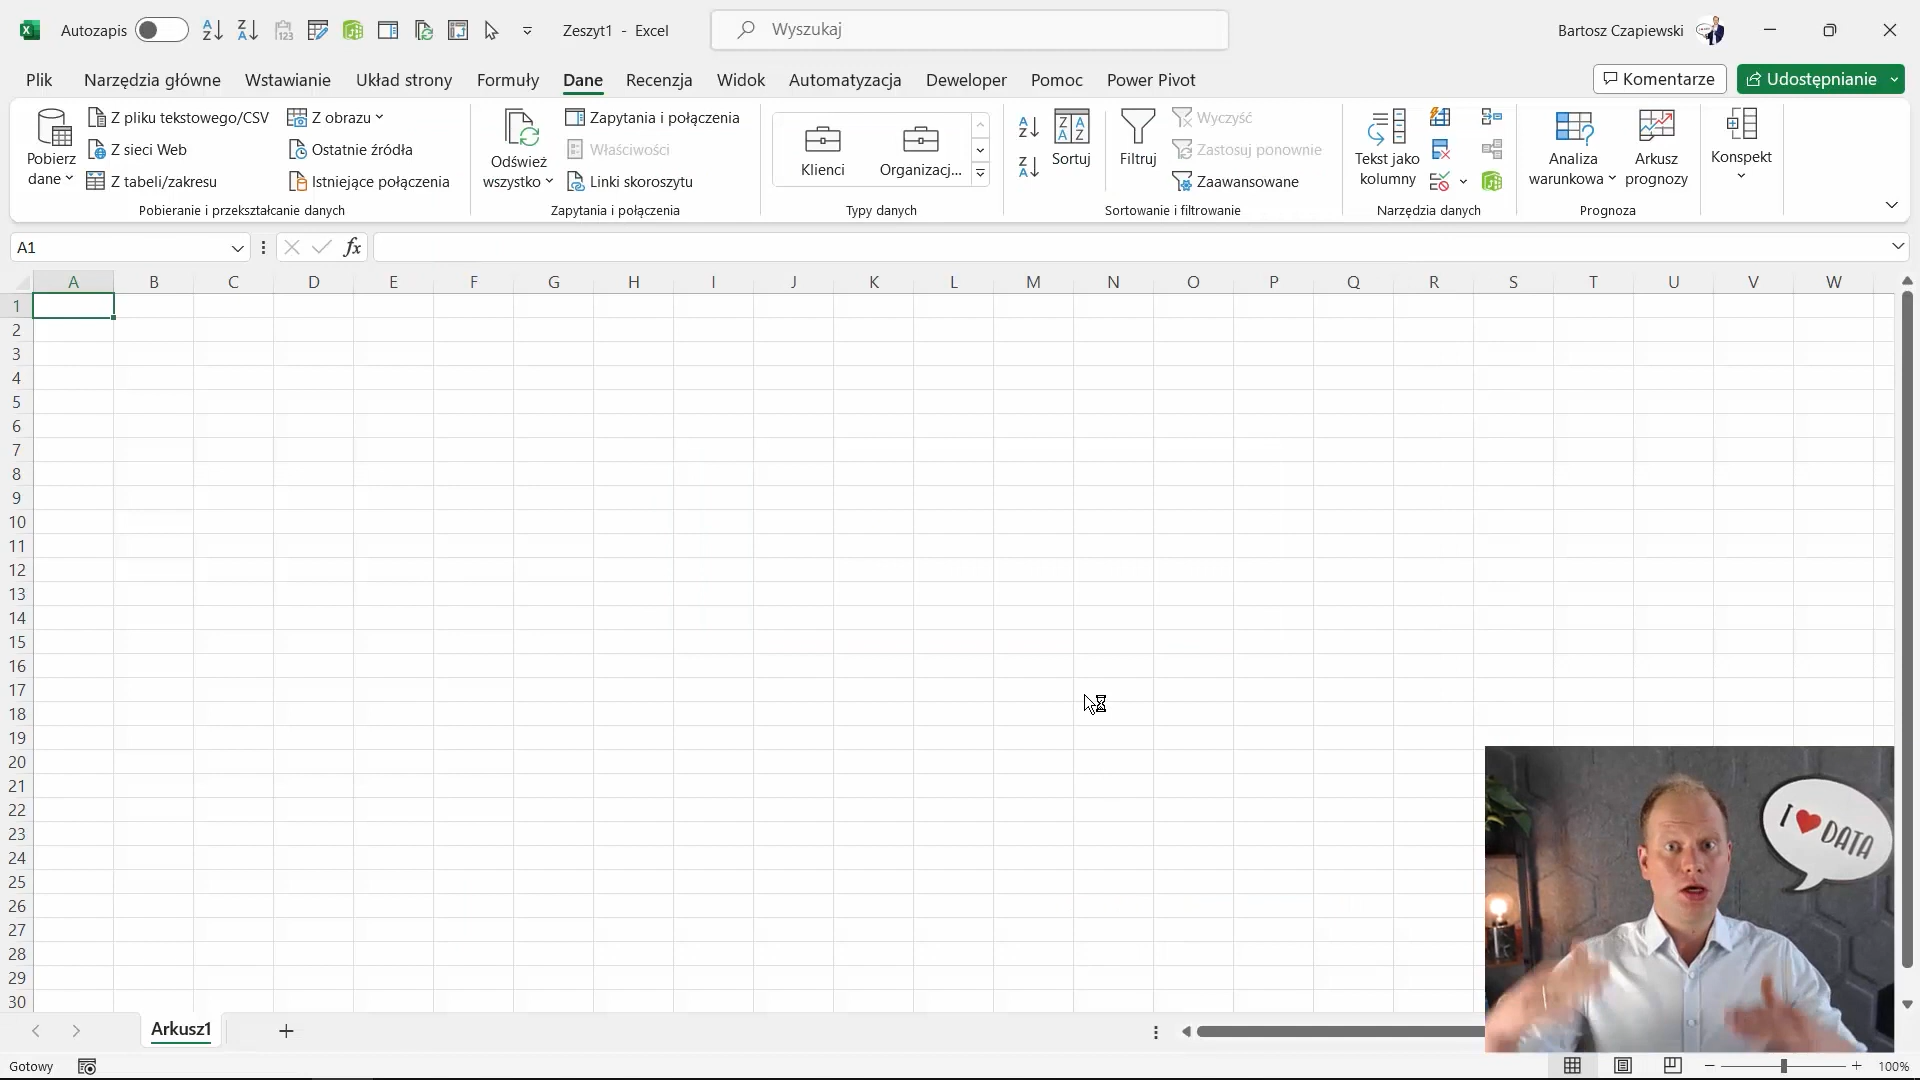 Autozapis
Zeszyt1 - Excel
Wyszukaj
Bartosz Czapiewski
Plik Narzędzia główne Wstawianie Układ strony Formuły Dane Recenzja Widok Automatyzacja Deweloper Pomoc Power Pivot
Komentarze
Udostępnianie
Pobierz dane
Z pliku tekstowego/CSV
Z sieci Web
Z tabeli/zakresu
Z obrazu
Ostatnie źródła
Istniejące połączenia
Pobieranie i przekształcanie danych
Odśwież wszystko
Zapytania i połączenia
Właściwości
Linki skoroszytu
Zapytania i połączenia
Klienci
Organizacj...
Typy danych
Sortuj
Filtruj
Wyczyść
Zastosuj ponownie
Zaawansowane
Sortowanie i filtrowanie
Tekst jako kolumny
Narzędzia danych
Analiza warunkowa
Arkusz prognozy
Prognoza
Konspekt
A1
fx
A B C D E F G H I J K L M N O P Q R S T U V W
1
2
3
4
5
6
7
8
9
10
11
12
13
14
15
16
17
18
19
20
21
22
23
24
25
26
27
28
29
30
I DATA
Arkusz1
Gotowy
100%